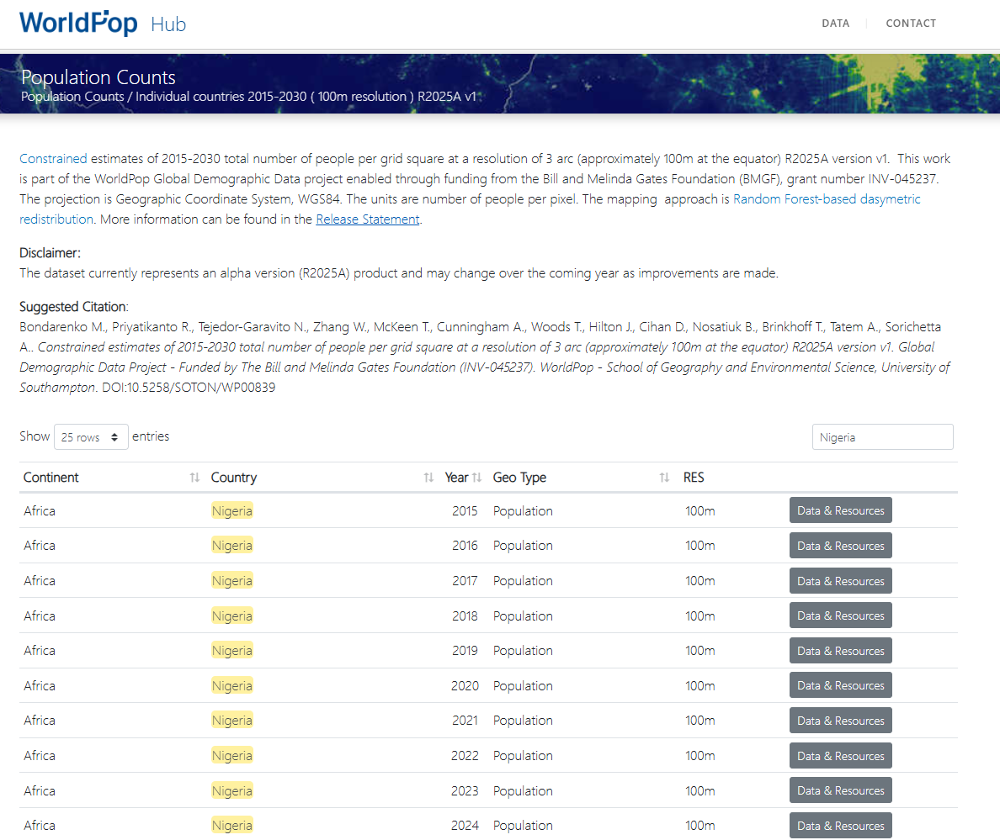 WorldPop Hub
DATA
CONTACT
Population Counts
Population Counts / Individual countries 2015-2030 ( 100m resolution ) R2025A v1
Constrained estimates of 2015-2030 total number of people per grid square at a resolution of 3 arc (approximately 100m at the equator) R2025A version v1. This work
is part of the WorldPop Global Demographic Data project enabled through funding from the Bill and Melinda Gates Foundation (BMGF), grant number INV-045237.
The projection is Geographic Coordinate System, WGS84. The units are number of people per pixel. The mapping approach is Random Forest-based dasymetric
redistribution. More information can be found in the Release Statement.
Disclaimer:
The dataset currently represents an alpha version (R2025A) product and may change over the coming year as improvements are made.
Suggested Citation:
Bondarenko M., Priyatikanto R., Tejedor-Garavito N., Zhang W., McKeen T., Cunningham A., Woods T., Hilton J., Cihan D., Nosatiuk B., Brinkhoff T., Tatem A., Sorichetta
A.. Constrained estimates of 2015-2030 total number of people per grid square at a resolution of 3 arc (approximately 100m at the equator) R2025A version v1. Global
Demographic Data Project - Funded by The Bill and Melinda Gates Foundation (INV-045237). WorldPop - School of Geography and Environmental Science, University of
Southampton. DOI:10.5258/SOTON/WP00839
Show 25 rows entries
Nigeria
Continent Country Year Geo Type RES
Africa Nigeria 2015 Population 100m Data & Resources
Africa Nigeria 2016 Population 100m Data & Resources
Africa Nigeria 2017 Population 100m Data & Resources
Africa Nigeria 2018 Population 100m Data & Resources
Africa Nigeria 2019 Population 100m Data & Resources
Africa Nigeria 2020 Population 100m Data & Resources
Africa Nigeria 2021 Population 100m Data & Resources
Africa Nigeria 2022 Population 100m Data & Resources
Africa Nigeria 2023 Population 100m Data & Resources
Africa Nigeria 2024 Population 100m Data & Resources